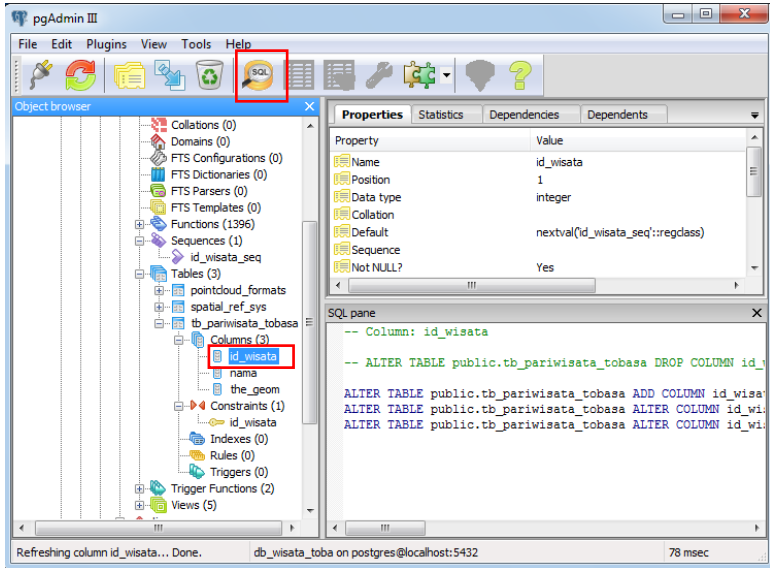 pgAdmin III
File Edit Plugins View Tools Help
SQL
Object browser
Collations (0)
Domains (0)
FTS Configurations (0)
FTS Dictionaries (0)
FTS Parsers (0)
FTS Templates (0)
Functions (1396)
Sequences (1)
id_wisata_seq
Tables (3)
pointcloud_formats
spatial_ref_sys
tb_pariwisata_tobasa
Columns (3)
id_wisata
nama
the_geom
Constraints (1)
id_wisata
Indexes (0)
Rules (0)
Triggers (0)
Trigger Functions (2)
Views (5)
Properties Statistics Dependencies Dependents
Property Value
Name id_wisata
Position 1
Data type integer
Collation
Default nextval('id_wisata_seq'::regclass)
Sequence
Not NULL? Yes
SQL pane
-- Column: id_wisata
-- ALTER TABLE public.tb_pariwisata_tobasa DROP COLUMN id_
ALTER TABLE public.tb_pariwisata_tobasa ADD COLUMN id_wisa
ALTER TABLE public.tb_pariwisata_tobasa ALTER COLUMN id_wi
ALTER TABLE public.tb_pariwisata_tobasa ALTER COLUMN id_wi
Refreshing column id_wisata... Done. db_wisata_toba on postgres@localhost:5432 78 msec